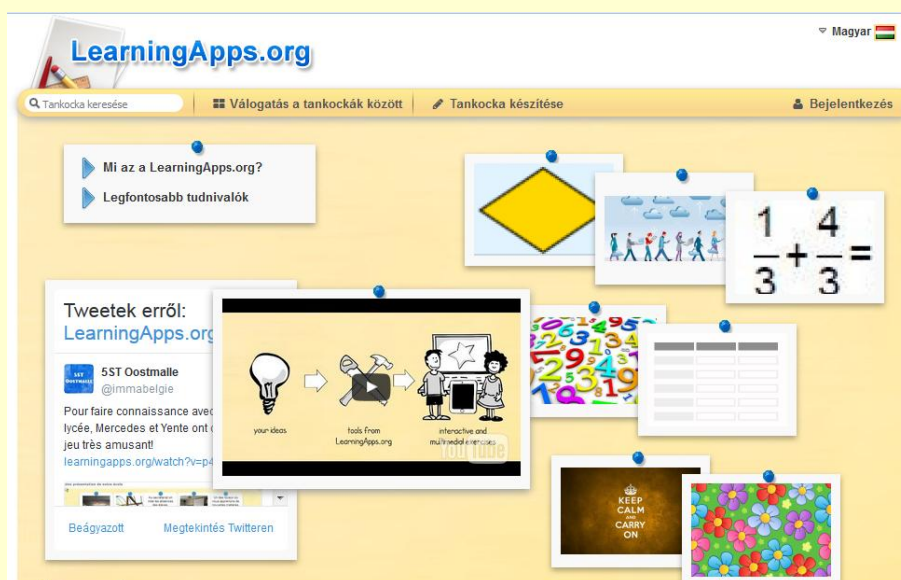 LearningApps.org
Magyar
Tankocka keresése
Válogatás a tankockák között
Tankocka készítése
Bejelentkezés
Mi az a LearningApps.org?
Legfontosabb tudnivalók
1/3 + 4/3 =
Tweetek erről:
LearningApps.org
5ST Oostmalle
@immabelgie
Pour faire connaissance avec
lycée, Mercedes et Yente ont
jeu très amusant!
learningapps.org/watch?v=p4
Beágyazott
Megtekintés Twitteren
your ideas
tools from
LearningApps.org
interactive and
multimedial exercises
YouTube
KEEP
CALM
AND
CARRY
ON